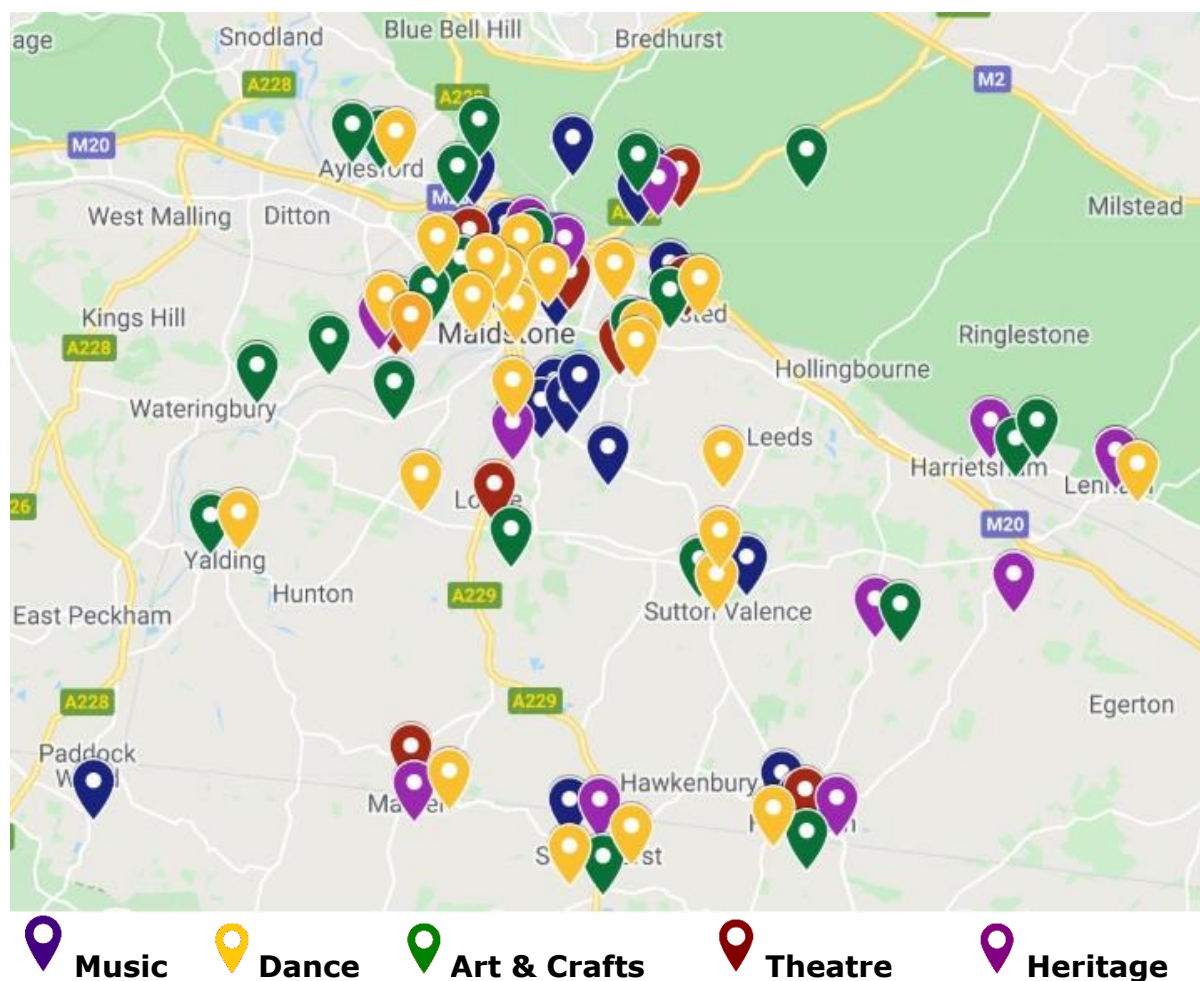 age
Snodland
Blue Bell Hill
Bredhurst
A228
M2
M20
Aylesford
West Malling
Ditton
Milstead
Kings Hill
A228
Maidstone
Ringlestone
Hollingbourne
Wateringbury
Leeds
Harrietsham
26
M20
Yalding
Hunton
A229
Sutton Valence
East Peckham
A228
A229
Egerton
Paddock
Hawkenbury
Music
Dance
Art & Crafts
Theatre
Heritage